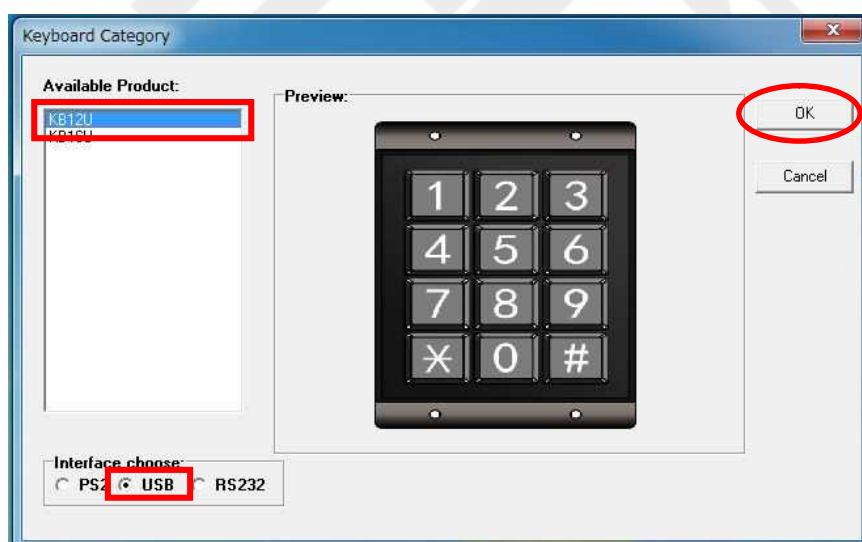 Keyboard Category
Available Product:
KB12U
KB16U
Preview:
1 2 3
4 5 6
7 8 9
* 0 #
OK
Cancel
Interface choose:
PS2 USB RS232